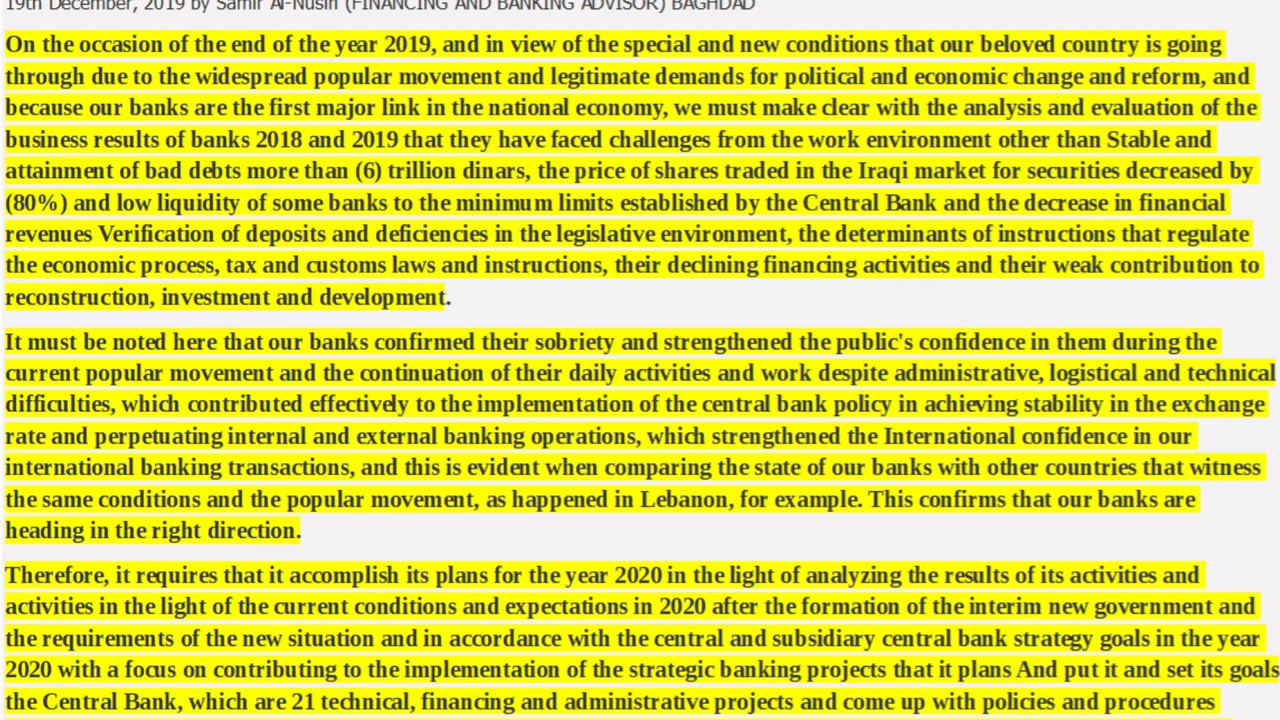 19th December, 2019 by Samir Al-Nusiri (FINANCING AND BANKING ADVISOR) BAGHDAD
On the occasion of the end of the year 2019, and in view of the special and new conditions that our beloved country is going
through due to the widespread popular movement and legitimate demands for political and economic change and reform, and
because our banks are the first major link in the national economy, we must make clear with the analysis and evaluation of the
business results of banks 2018 and 2019 that they have faced challenges from the work environment other than Stable and
attainment of bad debts more than (6) trillion dinars, the price of shares traded in the Iraqi market for securities decreased by
(80%) and low liquidity of some banks to the minimum limits established by the Central Bank and the decrease in financial
revenues Verification of deposits and deficiencies in the legislative environment, the determinants of instructions that regulate
the economic process, tax and customs laws and instructions, their declining financing activities and their weak contribution to
reconstruction, investment and development.
It must be noted here that our banks confirmed their sobriety and strengthened the public's confidence in them during the
current popular movement and the continuation of their daily activities and work despite administrative, logistical and technical
difficulties, which contributed effectively to the implementation of the central bank policy in achieving stability in the exchange
rate and perpetuating internal and external banking operations, which strengthened the International confidence in our
international banking transactions, and this is evident when comparing the state of our banks with other countries that witness
the same conditions and the popular movement, as happened in Lebanon, for example. This confirms that our banks are
heading in the right direction.
Therefore, it requires that it accomplish its plans for the year 2020 in the light of analyzing the results of its activities and
activities in the light of the current conditions and expectations in 2020 after the formation of the interim new government and
the requirements of the new situation and in accordance with the central and subsidiary central bank strategy goals in the year
2020 with a focus on contributing to the implementation of the strategic banking projects that it plans And put it and set its goals
the Central Bank, which are 21 technical, financing and administrative projects and come up with policies and procedures